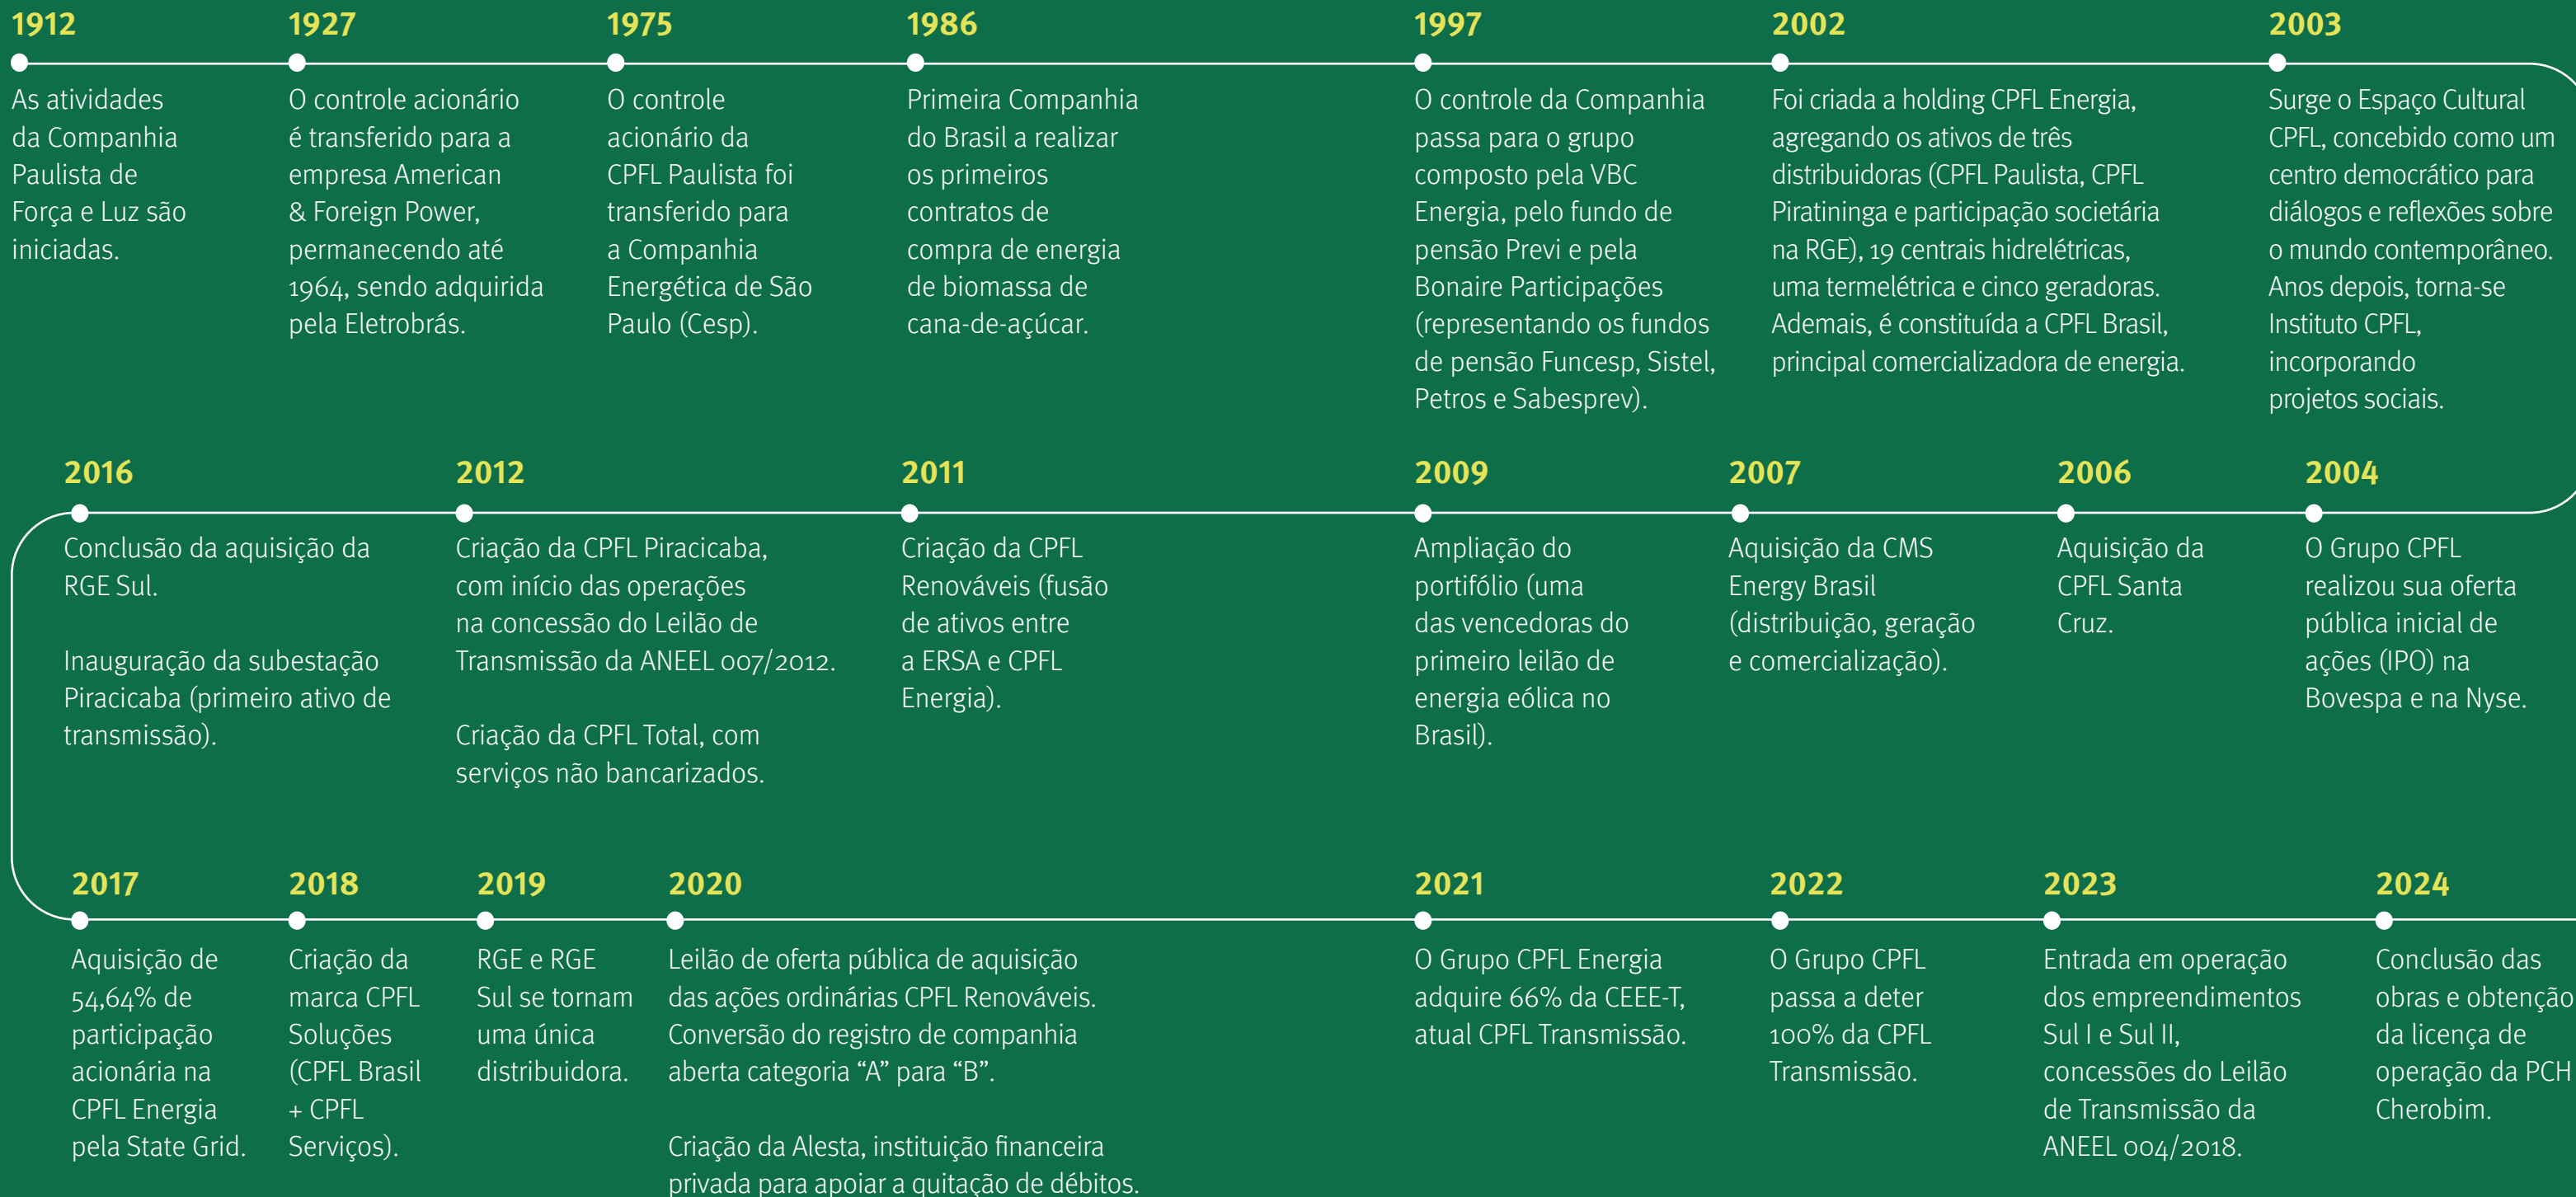 1912
As atividades
da Companhia
Paulista de
Força e Luz são
iniciadas.
1927
O controle acionário
é transferido para a
empresa American
& Foreign Power,
permanecendo até
1964, sendo adquirida
pela Eletrobrás.
1975
O controle
acionário da
CPFL Paulista foi
transferido para
a Companhia
Energética de São
Paulo (Cesp).
1986
Primeira Companhia
do Brasil a realizar
os primeiros
contratos de
compra de energia
de biomassa de
cana-de-açúcar.
1997
O controle da Companhia
passa para o grupo
composto pela VBC
Energia, pelo fundo de
pensão Previ e pela
Bonaire Participações
(representando os fundos
de pensão Funcesp, Sistel,
Petros e Sabesprev).
2002
Foi criada a holding CPFL Energia,
agregando os ativos de três
distribuidoras (CPFL Paulista, CPFL
Piratininga e participação societária
na RGE), 19 centrais hidrelétricas,
uma termelétrica e cinco geradoras.
Ademais, é constituída a CPFL Brasil,
principal comercializadora de energia.
2003
Surge o Espaço Cultural
CPFL, concebido como um
centro democrático para
diálogos e reflexões sobre
o mundo contemporâneo.
Anos depois, torna-se
Instituto CPFL,
incorporando
projetos sociais.
2004
O Grupo CPFL
realizou sua oferta
pública inicial de
ações (IPO) na
Bovespa e na Nyse.
2006
Aquisição da
CPFL Santa
Cruz.
2007
Aquisição da CMS
Energy Brasil
(distribuição, geração
e comercialização).
2009
Ampliação do
portifólio (uma
das vencedoras do
primeiro leilão de
energia eólica no
Brasil).
2011
Criação da CPFL
Renováveis (fusão
de ativos entre
a ERSA e CPFL
Energia).
2012
Criação da CPFL Piracicaba,
com início das operações
na concessão do Leilão de
Transmissão da ANEEL 007/2012.
Criação da CPFL Total, com
serviços não bancarizados.
2016
Conclusão da aquisição da
RGE Sul.
Inauguração da subestação
Piracicaba (primeiro ativo de
transmissão).
2017
Aquisição de
54,64% de
participação
acionária na
CPFL Energia
pela State Grid.
2018
Criação da
marca CPFL
Soluções
(CPFL Brasil
+ CPFL
Serviços).
2019
RGE e RGE
Sul se tornam
uma única
distribuidora.
2020
Leilão de oferta pública de aquisição
das ações ordinárias CPFL Renováveis.
Conversão do registro de companhia
aberta categoria “A” para “B”.
Criação da Alesta, instituição financeira
privada para apoiar a quitação de débitos.
2021
O Grupo CPFL Energia
adquire 66% da CEEE-T,
atual CPFL Transmissão.
2022
O Grupo CPFL
passa a deter
100% da CPFL
Transmissão.
2023
Entrada em operação
dos empreendimentos
Sul I e Sul II,
concessões do Leilão
de Transmissão da
ANEEL 004/2018.
2024
Conclusão das
obras e obtenção
da licença de
operação da PCH
Cherobim.